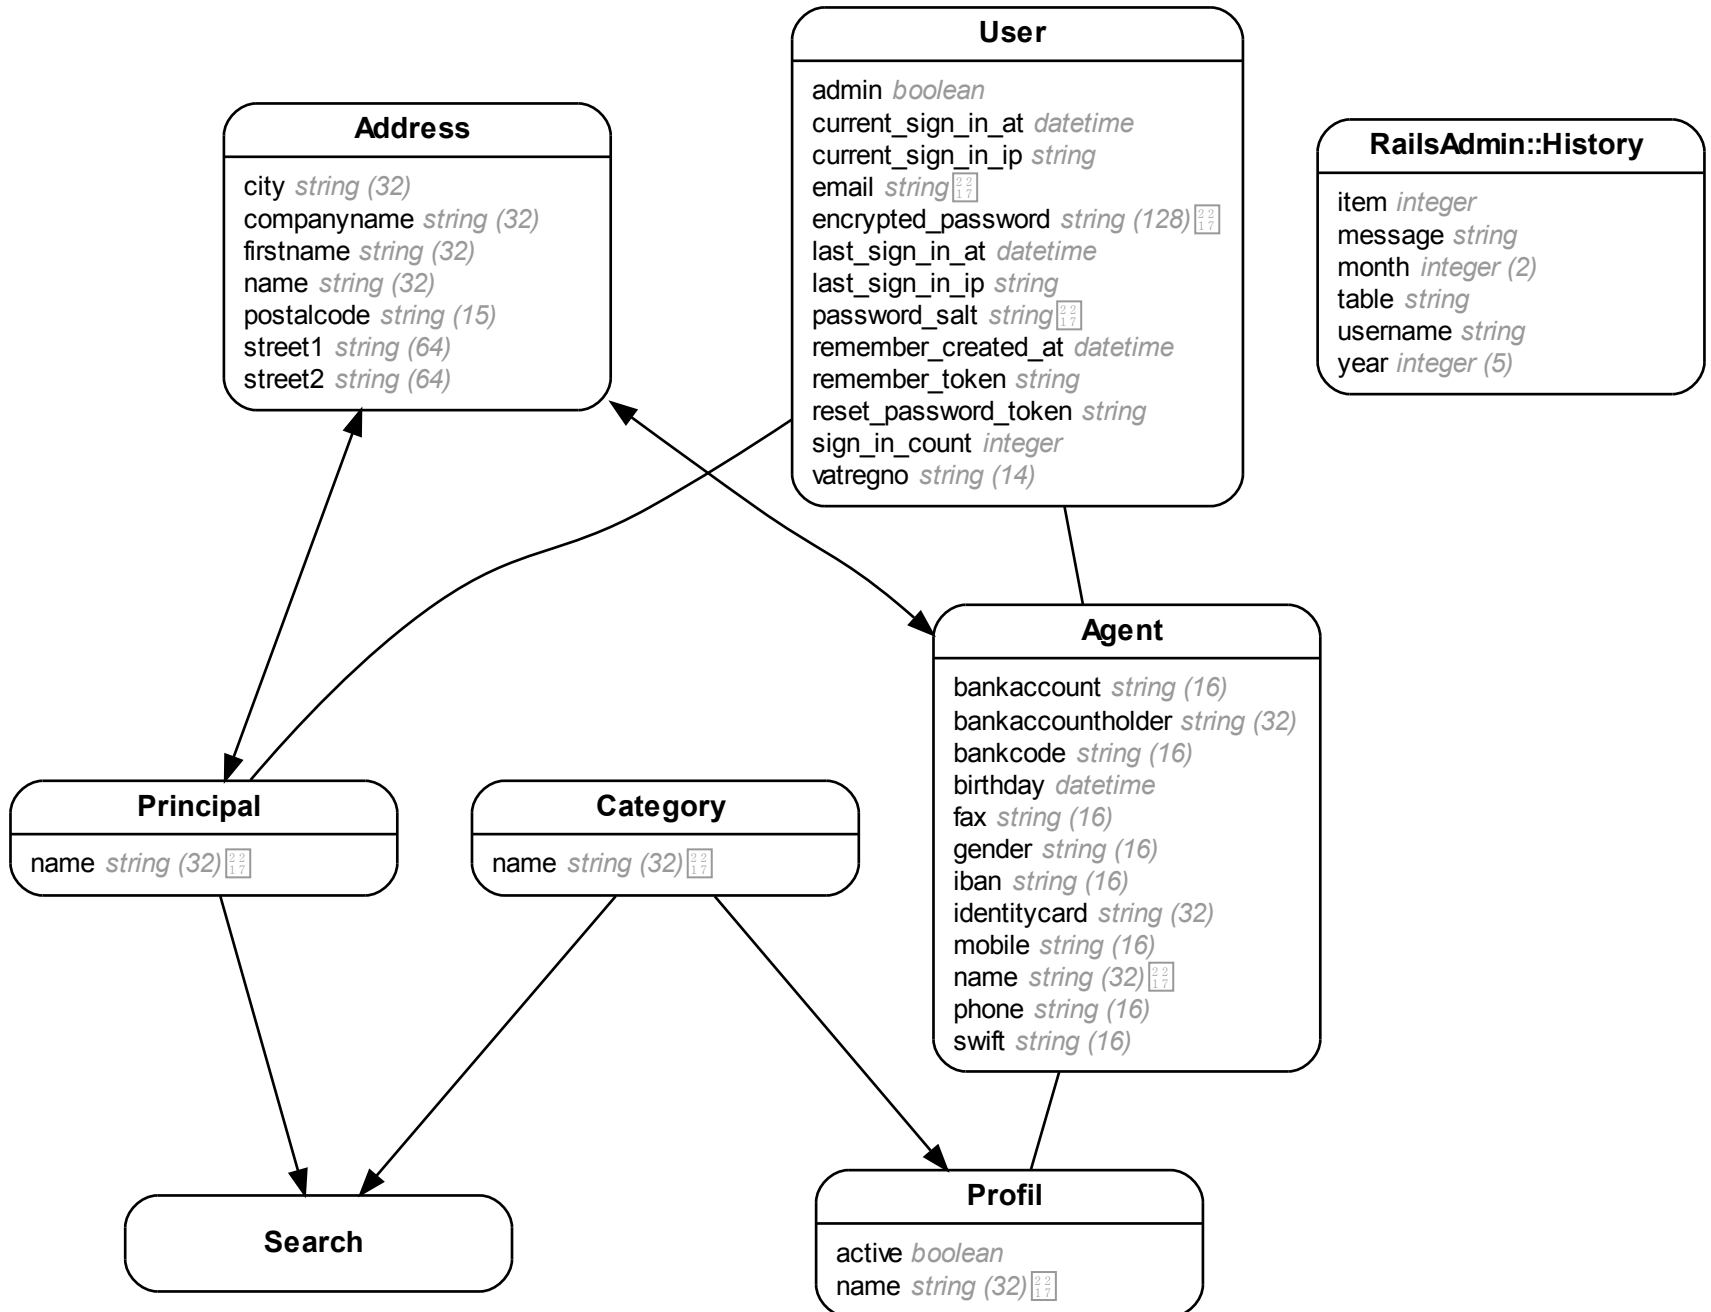 User
admin boolean
current_sign_in_at datetime
current_sign_in_ip string
email string∗
encrypted_password string (128)∗
last_sign_in_at datetime
last_sign_in_ip string
password_salt string∗
remember_created_at datetime
remember_token string
reset_password_token string
sign_in_count integer
vatregno string (14)
Address
city string (32)
companyname string (32)
firstname string (32)
name string (32)
postalcode string (15)
street1 string (64)
street2 string (64)
RailsAdmin::History
item integer
message string
month integer (2)
table string
username string
year integer (5)
Agent
bankaccount string (16)
bankaccountholder string (32)
bankcode string (16)
birthday datetime
fax string (16)
gender string (16)
iban string (16)
identitycard string (32)
mobile string (16)
name string (32)∗
phone string (16)
swift string (16)
Principal
name string (32)∗
Category
name string (32)∗
Search
Profil
active boolean
name string (32)∗